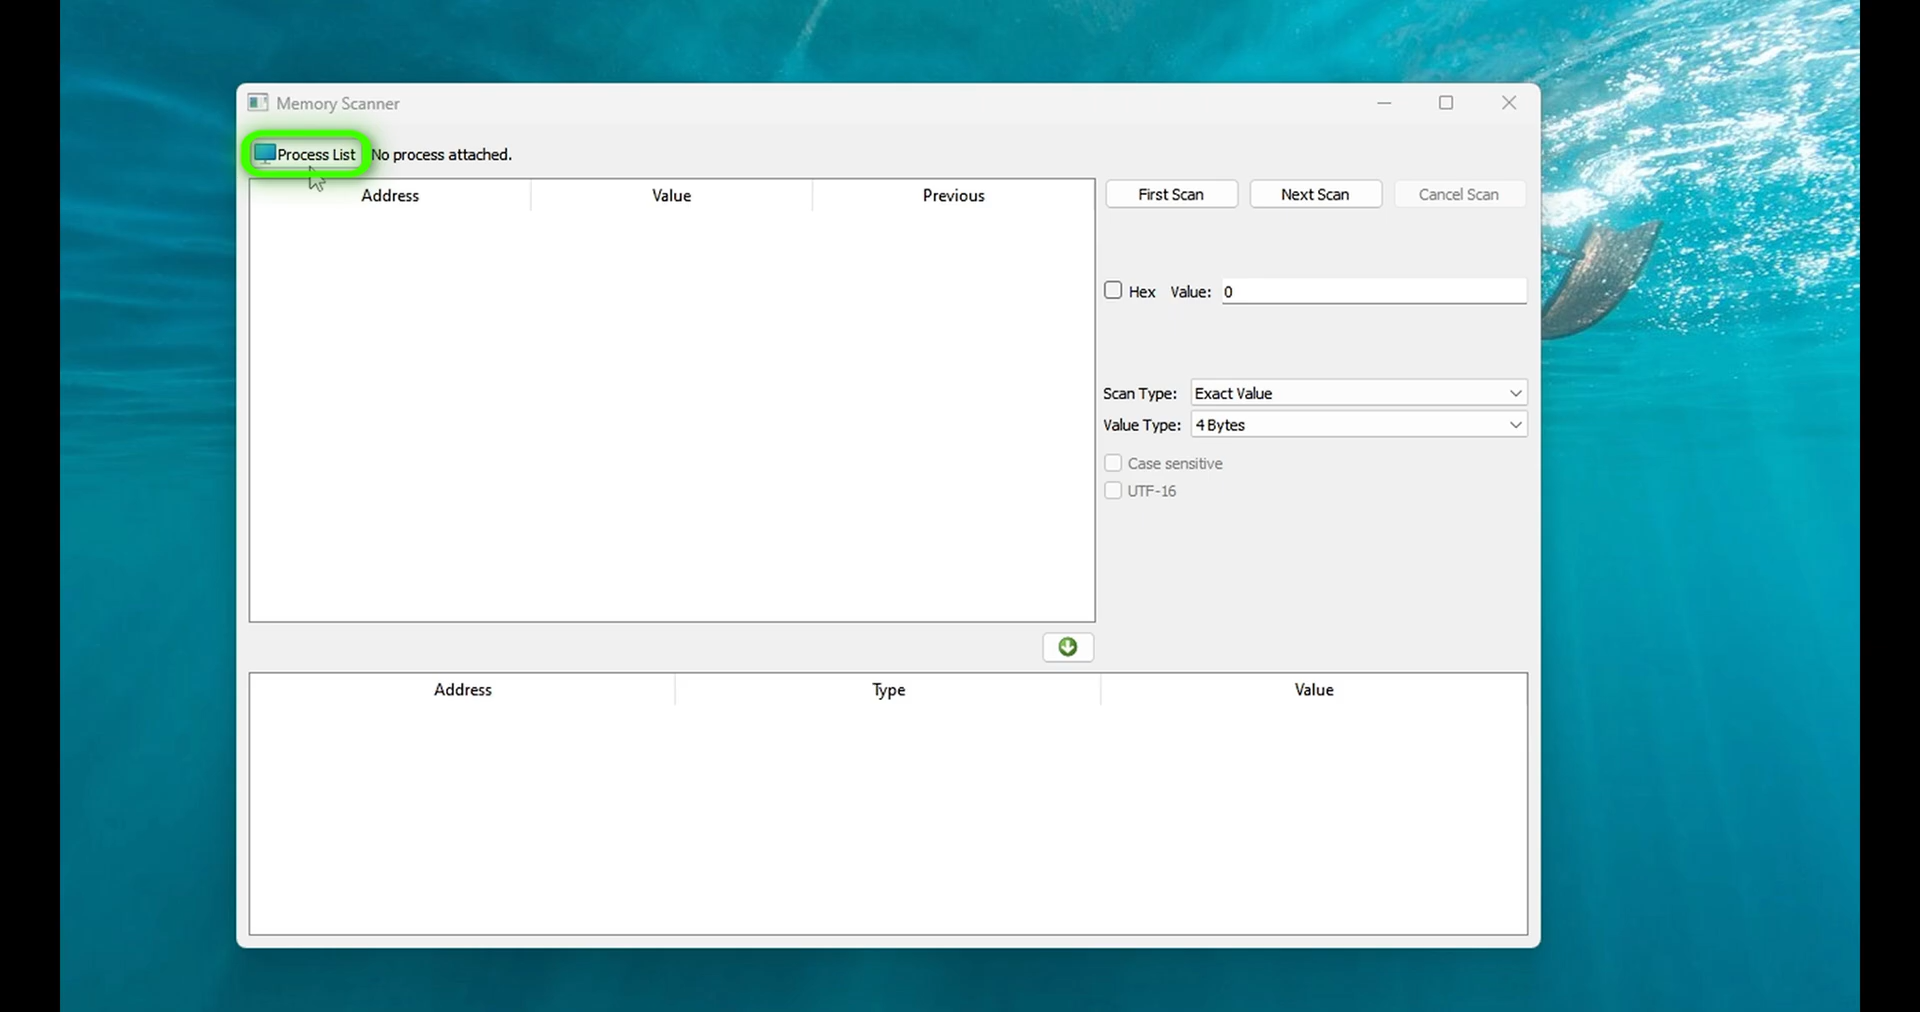 Memory Scanner
Process List No process attached.
Address Value Previous
First Scan Next Scan Cancel Scan
Hex Value: 0
Scan Type: Exact Value
Value Type: 4 Bytes
Case sensitive
UTF-16
Address Type Value